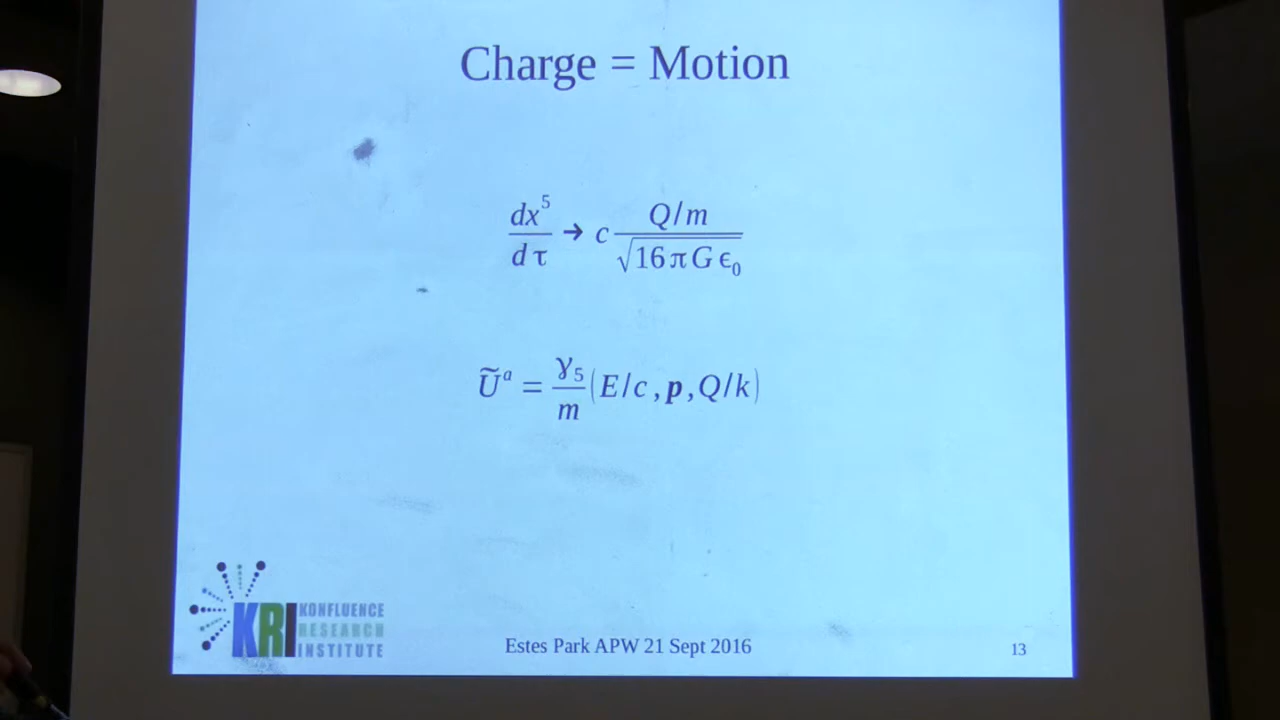 Charge = Motion
dx⁵/dτ → c (Q/m)/√(16πGϵ₀)
Ũᵃ = γ₅/m (E/c, p, Q/k)
KRI KONFLUENCE
RESEARCH
INSTITUTE
Estes Park APW 21 Sept 2016
13